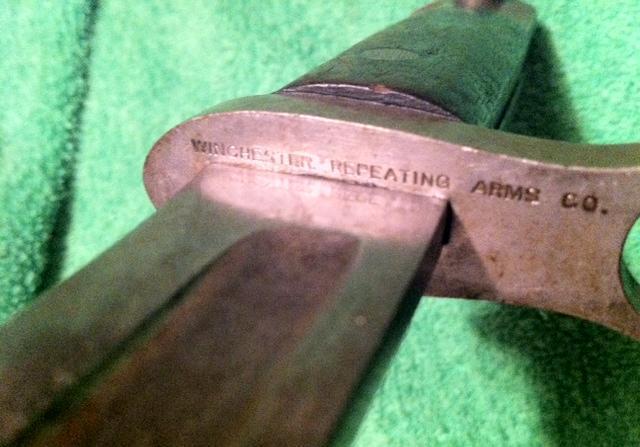 WINCHESTER REPEATING ARMS CO.